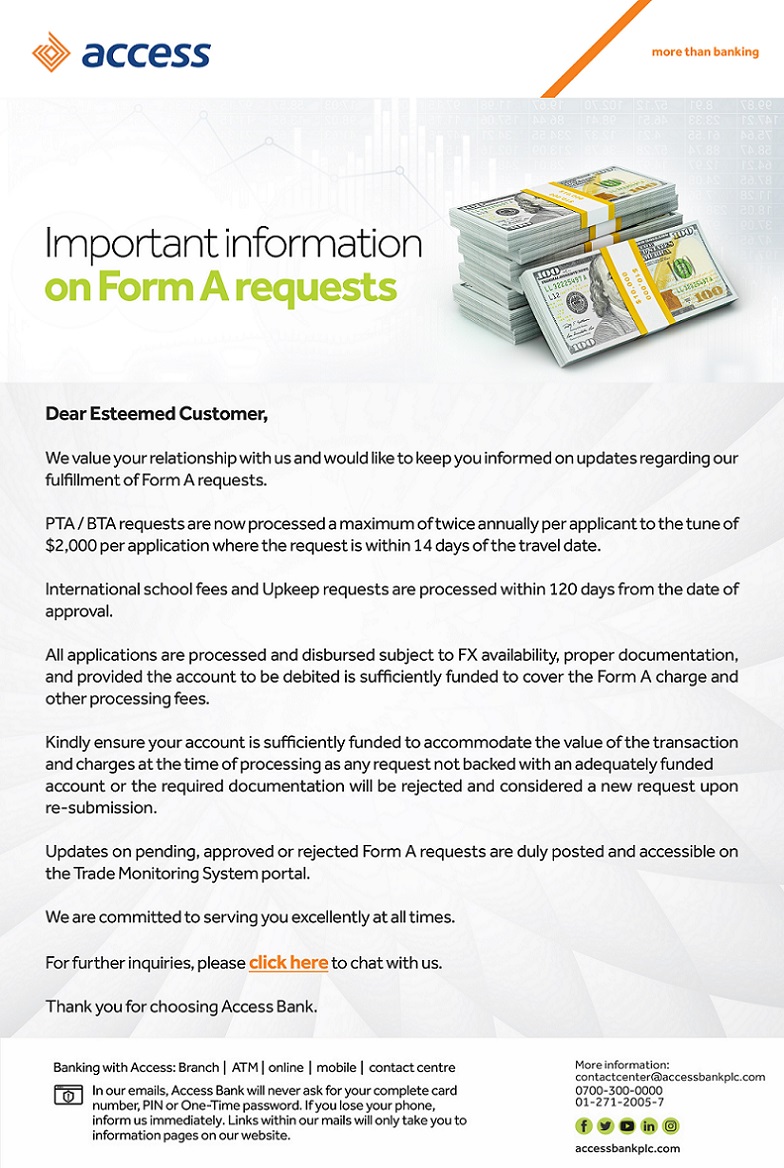 access
more than banking
Important information
on Form A requests
Dear Esteemed Customer,
We value your relationship with us and would like to keep you informed on updates regarding our
fulfillment of Form A requests.
PTA / BTA requests are now processed a maximum of twice annually per applicant to the tune of
$2,000 per application where the request is within 14 days of the travel date.
International school fees and Upkeep requests are processed within 120 days from the date of
approval.
All applications are processed and disbursed subject to FX availability, proper documentation,
and provided the account to be debited is sufficiently funded to cover the Form A charge and
other processing fees.
Kindly ensure your account is sufficiently funded to accommodate the value of the transaction
and charges at the time of processing as any request not backed with an adequately funded
account or the required documentation will be rejected and considered a new request upon
re-submission.
Updates on pending, approved or rejected Form A requests are duly posted and accessible on
the Trade Monitoring System portal.
We are committed to serving you excellently at all times.
For further inquiries, please click here to chat with us.
Thank you for choosing Access Bank.
Banking with Access: Branch | ATM | online | mobile | contact centre
In our emails, Access Bank will never ask for your complete card
number, PIN or One-Time password. If you lose your phone,
inform us immediately. Links within our mails will only take you to
information pages on our website.
More information:
contactcenter@accessbankplc.com
0700-300-0000
01-271-2005-7
accessbankplc.com